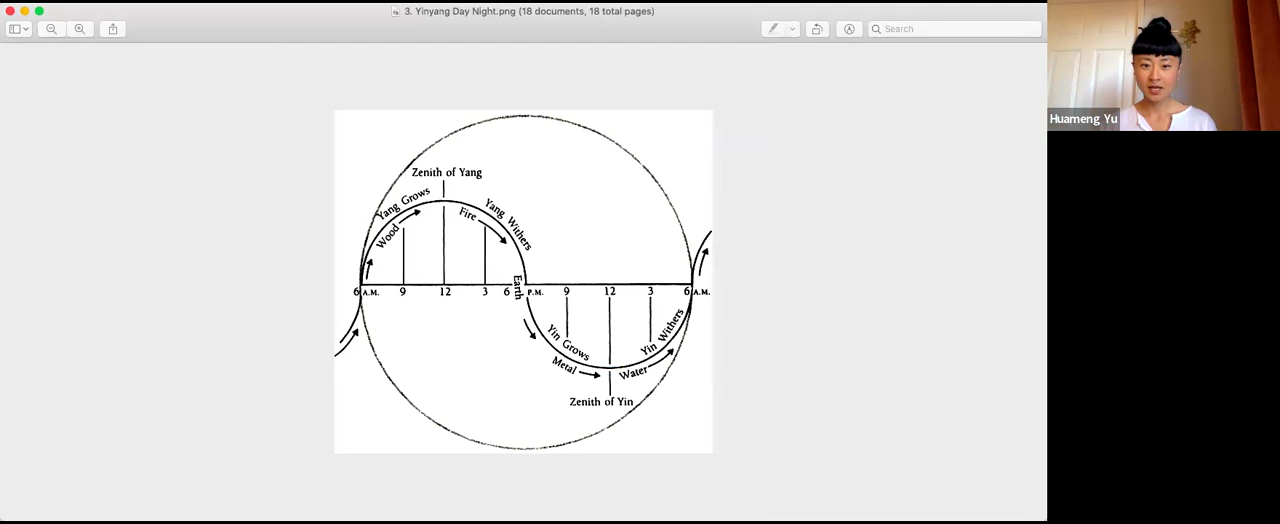 3. Yinyang Day Night.png (18 documents, 18 total pages)
Search
Huameng Yu
Zenith of Yang
Yang Grows
Yang Withers
Wood
Fire
Earth
6 A.M.
9
12
3
6
P.M.
9
12
3
6 A.M.
Yin Grows
Yin Withers
Metal
Water
Zenith of Yin